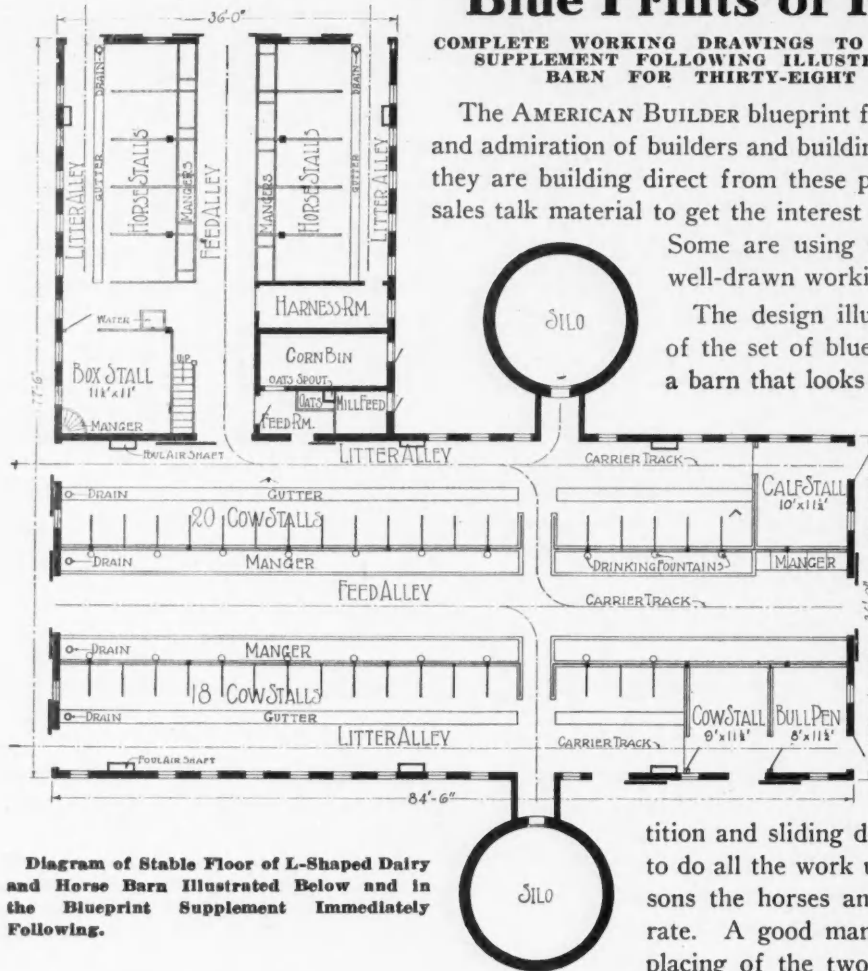 Blue Prints of
COMPLETE WORKING DRAWINGS TO
SUPPLEMENT FOLLOWING
BARN FOR THIRTY-EIGHT
The AMERICAN BUILDER blueprint
and admiration of builders and
they are building direct from these
sales talk material to get the interest
Some are using
well-drawn
The design
of the set of
a barn that looks
36'-0"
LITTER ALLEY
GUTTER
DRAIN
HORSE STALLS
MANGERS
FEED ALLEY
MANGERS
HORSE STALLS
GUTTER
DRAIN
LITTER ALLEY
HARNESS RM.
WATER
CORN BIN
BOX STALL
11½'x11'
UP
OATS SPOUT
OATS
MILL FEED
MANGER
FEED RM.
SILO
FOUL AIR SHAFT
LITTER ALLEY
CARRIER TRACK
DRAIN
GUTTER
CALF STALL
10'x11½'
20 COW STALLS
DRAIN
MANGER
DRINKING FOUNTAINS
MANGER
FEED ALLEY
CARRIER TRACK
DRAIN
MANGER
18 COW STALLS
COW STALL
9'x11½'
BULL PEN
8'x11½'
DRAIN
GUTTER
LITTER ALLEY
CARRIER TRACK
FOUL AIR SHAFT
84'-6"
SILO
Diagram of Stable Floor of L-Shaped Dairy
and Horse Barn Illustrated Below and in
the Blueprint Supplement Immediately
Following.
tition and sliding
to do all the work
sons the horses
rate. A good
placing of the two